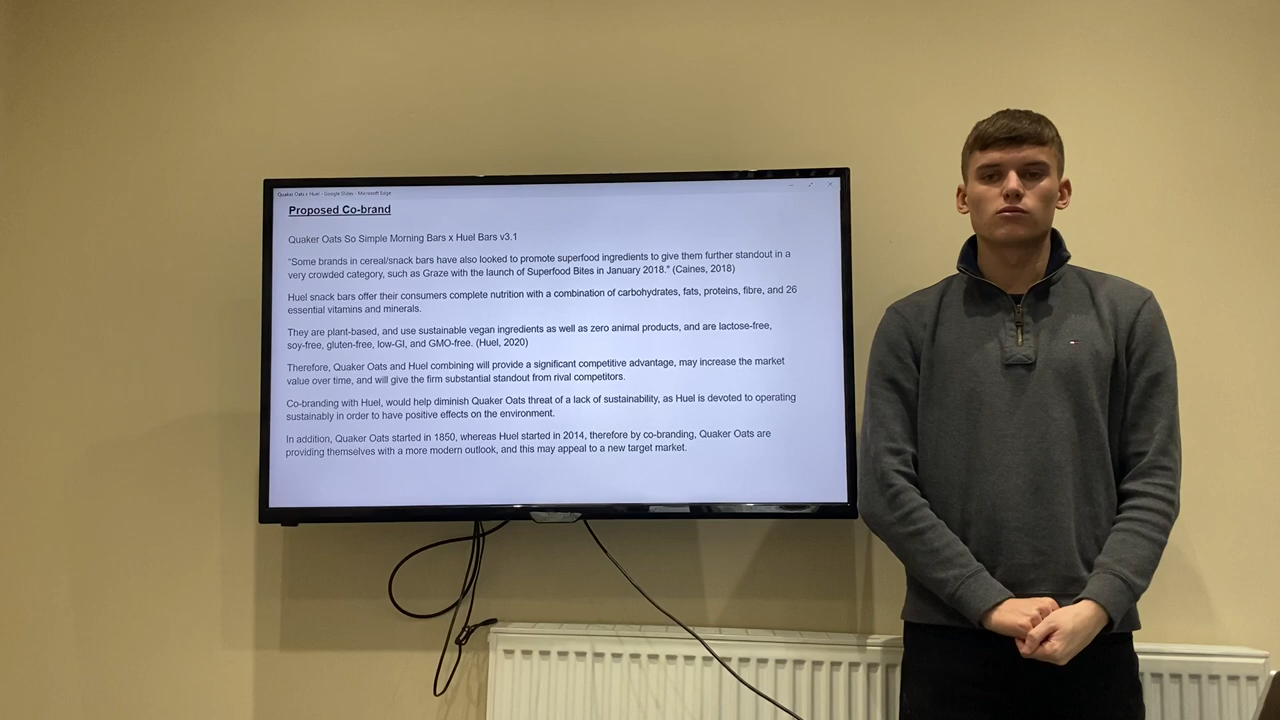 Quaker Oats x Huel - Google Slides - Microsoft Edge
Proposed Co-brand
Quaker Oats So Simple Morning Bars x Huel Bars v3.1
"Some brands in cereal/snack bars have also looked to promote superfood ingredients to give them further standout in a
very crowded category, such as Graze with the launch of Superfood Bites in January 2018." (Caines, 2018)
Huel snack bars offer their consumers complete nutrition with a combination of carbohydrates, fats, proteins, fibre, and 26
essential vitamins and minerals.
They are plant-based, and use sustainable vegan ingredients as well as zero animal products, and are lactose-free,
soy-free, gluten-free, low-GI, and GMO-free. (Huel, 2020)
Therefore, Quaker Oats and Huel combining will provide a significant competitive advantage, may increase the market
value over time, and will give the firm substantial standout from rival competitors.
Co-branding with Huel, would help diminish Quaker Oats threat of a lack of sustainability, as Huel is devoted to operating
sustainably in order to have positive effects on the environment.
In addition, Quaker Oats started in 1850, whereas Huel started in 2014, therefore by co-branding, Quaker Oats are
providing themselves with a more modern outlook, and this may appeal to a new target market.